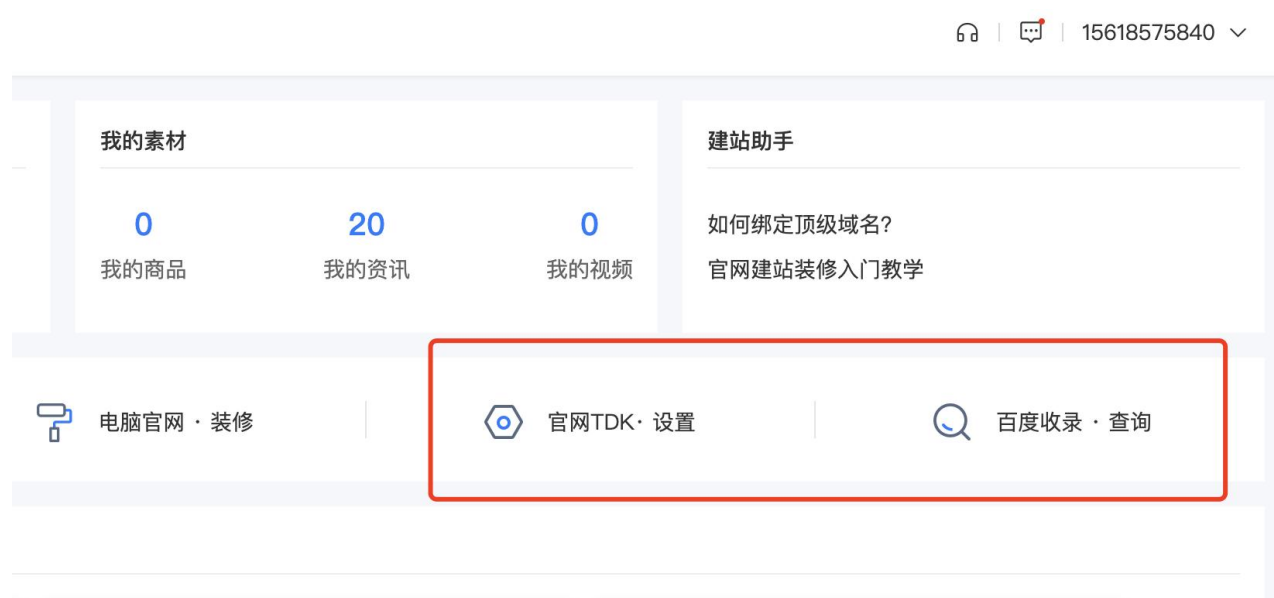 15618575840
我的素材
0 20 0
我的商品 我的资讯 我的视频
建站助手
如何绑定顶级域名?
官网建站装修入门教学
电脑官网 · 装修 官网TDK· 设置 百度收录 · 查询